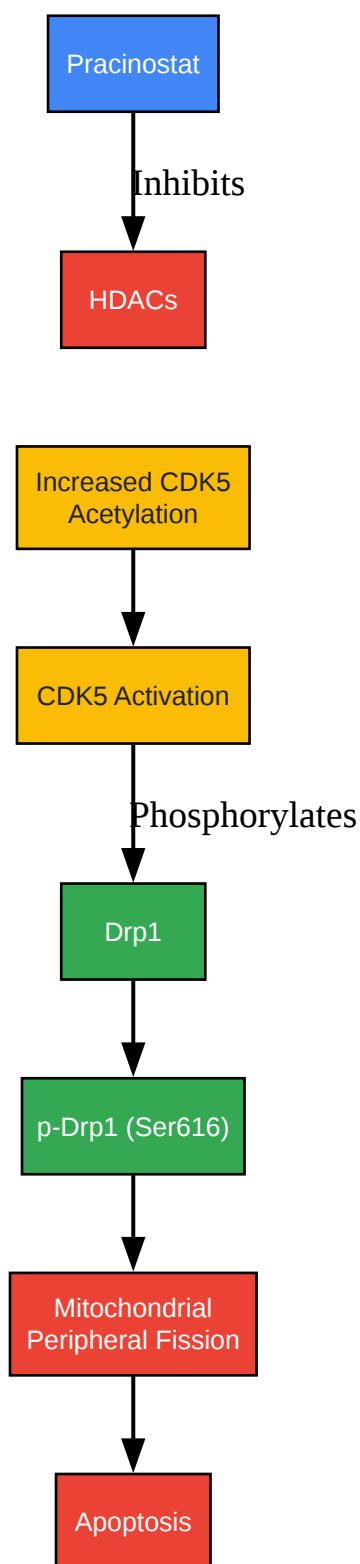 Pracinostat
Inhibits
HDACs
Increased CDK5
Acetylation
CDK5 Activation
Phosphorylates
Drp1
p-Drp1 (Ser616)
Mitochondrial
Peripheral Fission
Apoptosis